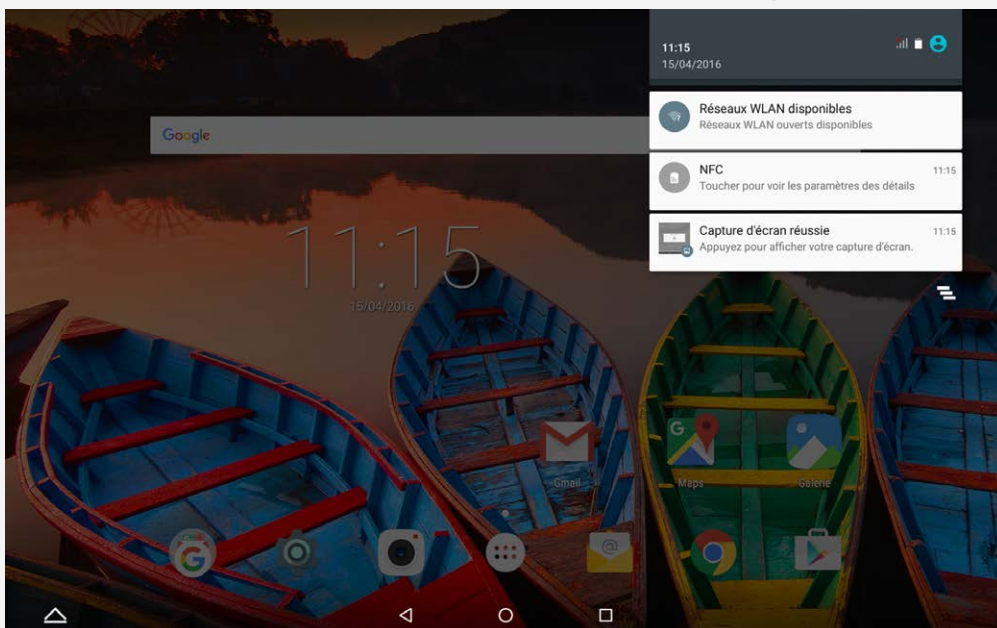 11:15
15/04/2016
Réseaux WLAN disponibles
Réseaux WLAN ouverts disponibles
Google
NFC
11:15
Toucher pour voir les paramètres des détails
Capture d'écran réussie
11:15
Appuyez pour afficher votre capture d'écran.
11:15
15/04/2016
Gmail
Maps
Galerie